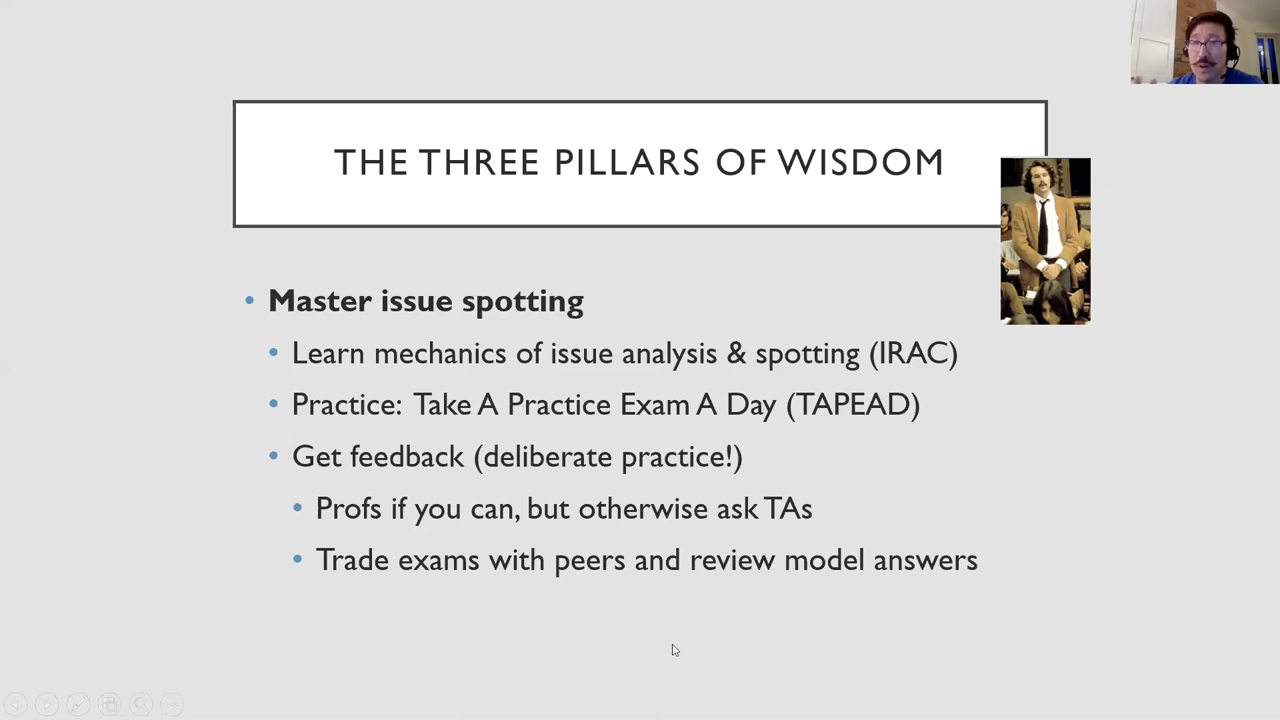 THE THREE PILLARS OF WISDOM
Master issue spotting
Learn mechanics of issue analysis & spotting (IRAC)
Practice: Take A Practice Exam A Day (TAPEAD)
Get feedback (deliberate practice!)
Profs if you can, but otherwise ask TAs
Trade exams with peers and review model answers